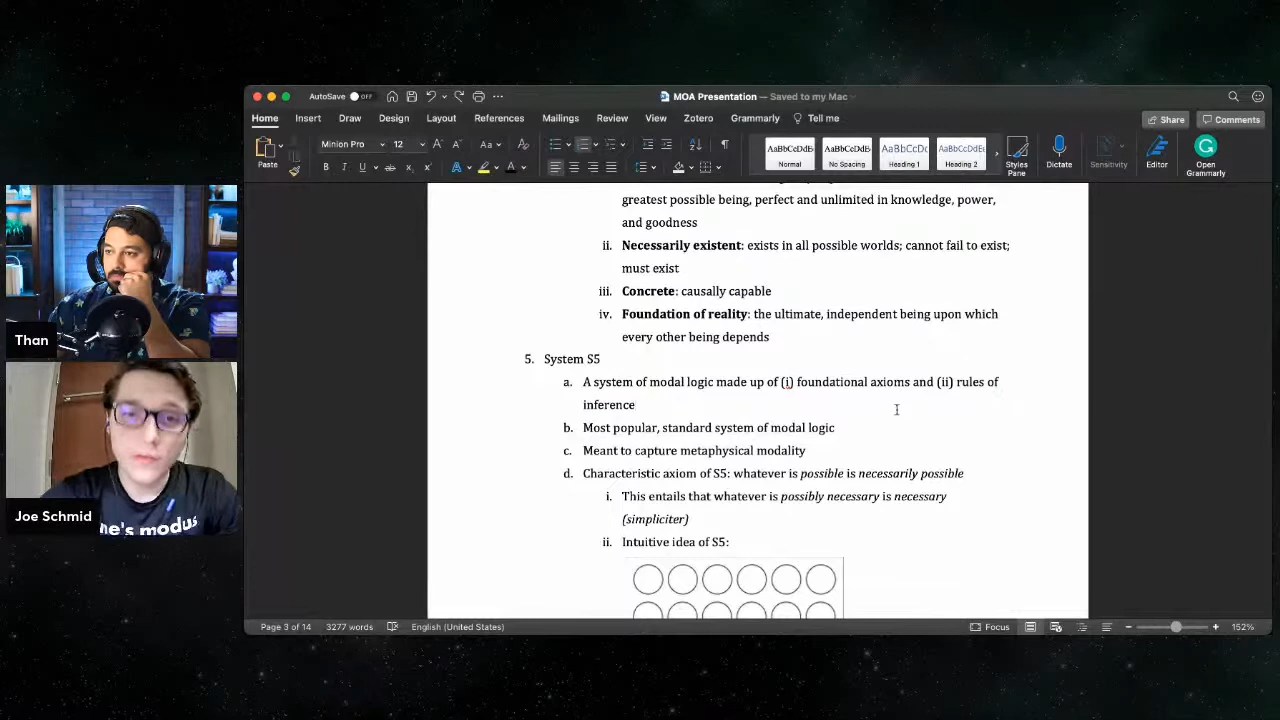 AutoSave OFF
MOA Presentation — Saved to my Mac
Home Insert Draw Design Layout References Mailings Review View Zotero Grammarly Tell me
Share Comments
Paste
Minion Pro 12
Aa
B I U ab x x A A
AaBbCcDdE AaBbCcDdE AaBbCcDc AaBbCcDdE
Normal No Spacing Heading 1 Heading 2
Styles Pane
Dictate
Sensitivity
Editor
Open Grammarly
greatest possible being, perfect and unlimited in knowledge, power,
and goodness
ii. Necessarily existent: exists in all possible worlds; cannot fail to exist;
must exist
iii. Concrete: causally capable
iv. Foundation of reality: the ultimate, independent being upon which
every other being depends
5. System S5
a. A system of modal logic made up of (i) foundational axioms and (ii) rules of
inference
b. Most popular, standard system of modal logic
c. Meant to capture metaphysical modality
d. Characteristic axiom of S5: whatever is possible is necessarily possible
i. This entails that whatever is possibly necessary is necessary
(simpliciter)
ii. Intuitive idea of S5:
Page 3 of 14 3277 words English (United States)
Focus 152%
Than
Joe Schmid
ne's modus